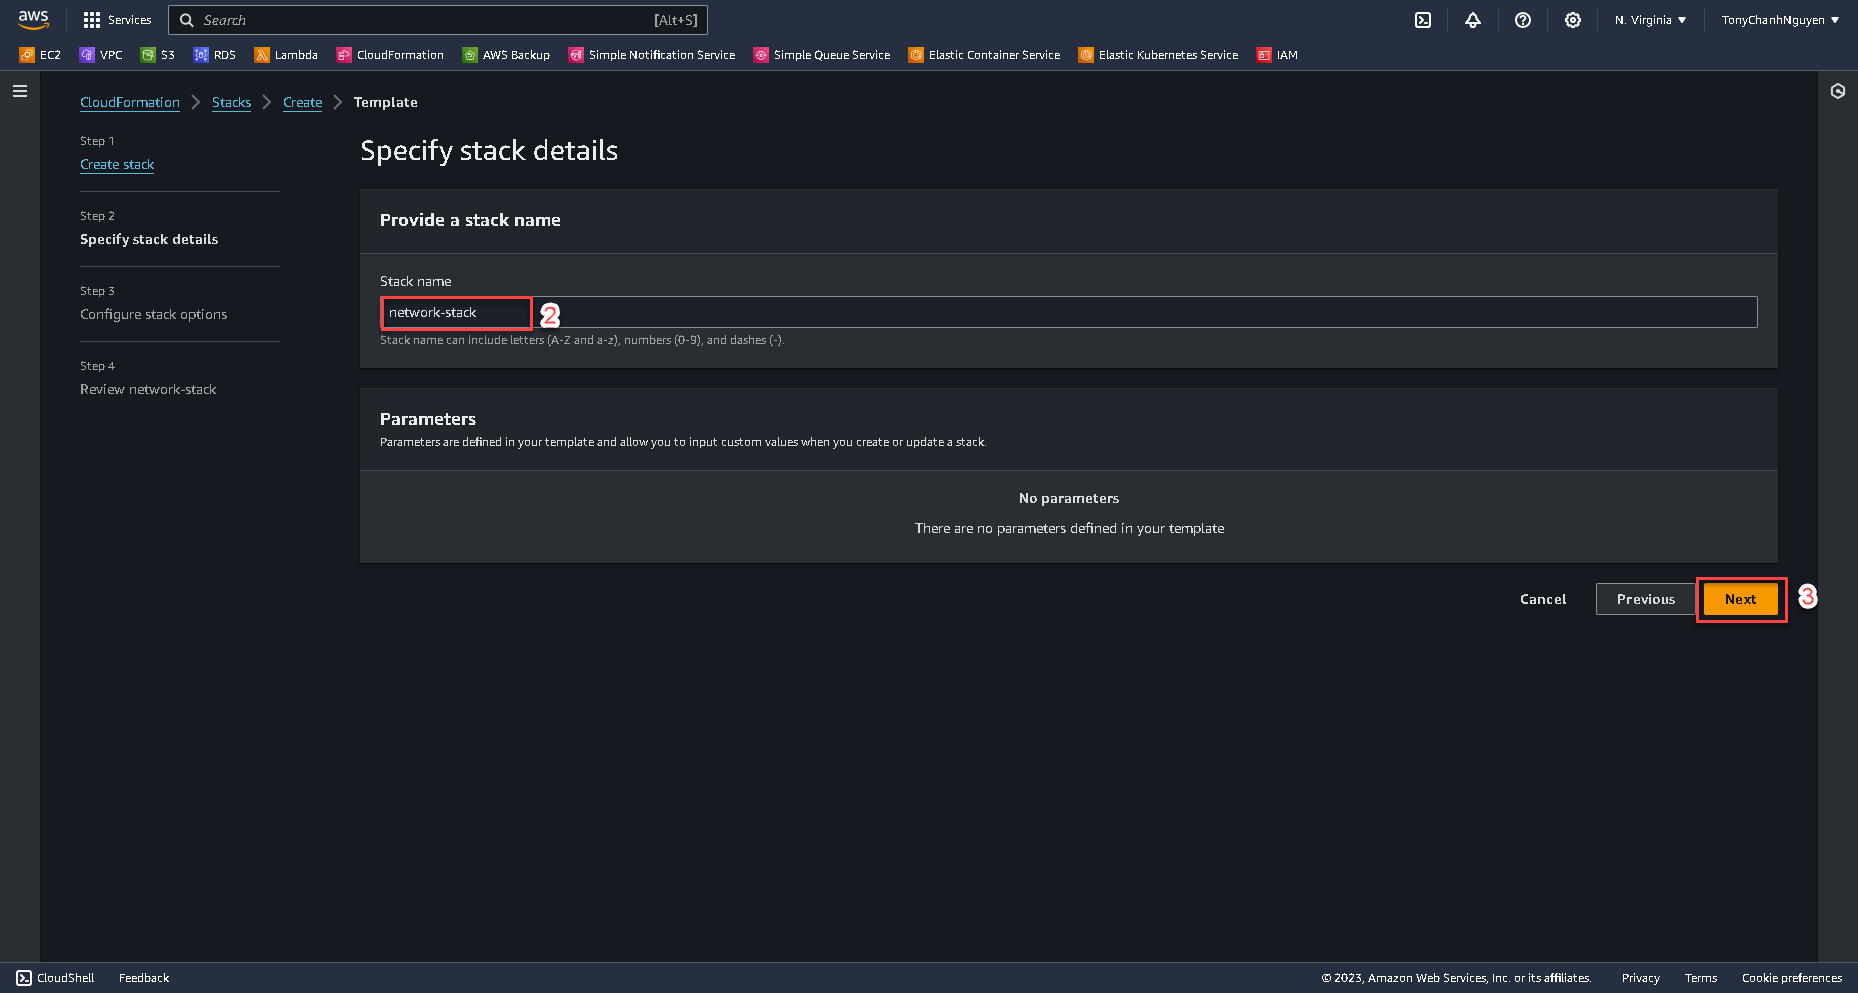 aws
Services
Search [Alt+S]
N. Virginia
TonyChanhNguyen
EC2 VPC S3 RDS Lambda CloudFormation AWS Backup Simple Notification Service Simple Queue Service Elastic Container Service Elastic Kubernetes Service IAM
CloudFormation Stacks Create Template
Step 1
Create stack
Step 2
Specify stack details
Step 3
Configure stack options
Step 4
Review network-stack
Specify stack details
Provide a stack name
Stack name
network-stack 2
Stack name can include letters (A-Z and a-z), numbers (0-9), and dashes (-).
Parameters
Parameters are defined in your template and allow you to input custom values when you create or update a stack.
No parameters
There are no parameters defined in your template
Cancel Previous Next 3
CloudShell Feedback © 2023, Amazon Web Services, Inc. or its affiliates. Privacy Terms Cookie preferences